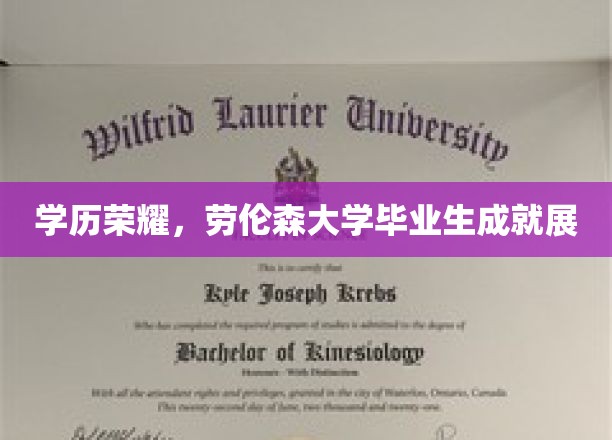 Wilfrid Laurier University
学历荣耀，劳伦森大学毕业生成就展
This is to certify that
Kyle Joseph Krebs
Who has completed the required program of studies is admitted to the degree of
Bachelor of Kinesiology
Honours - With Distinction
With all the attendant rights and privileges, granted in the city of Waterloo, Ontario, Canada
This twenty-second day of June, two thousand and twenty-one.